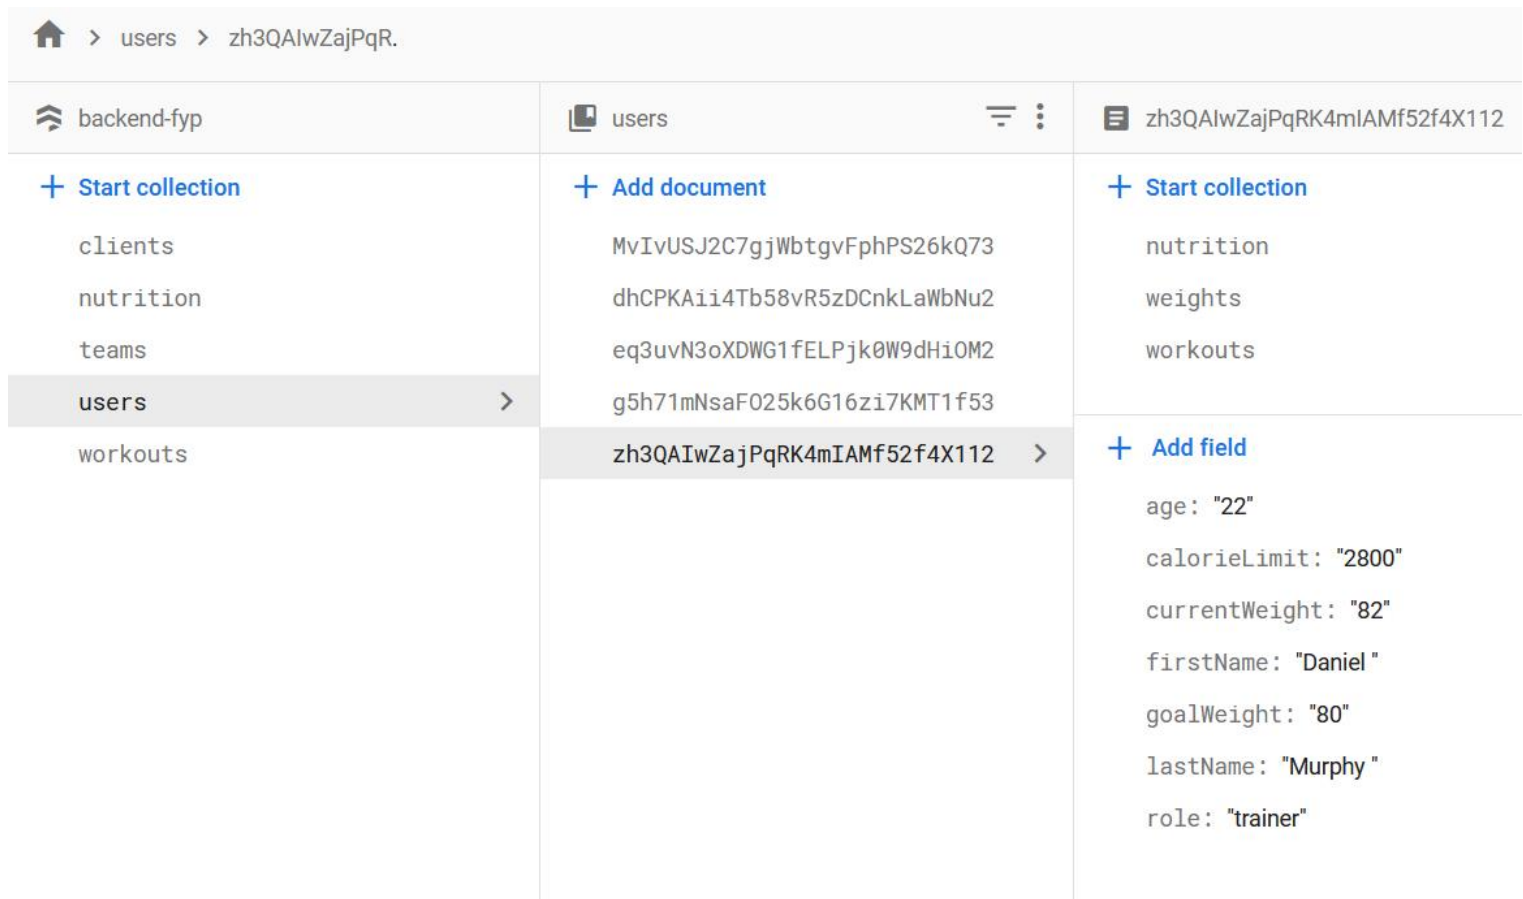 users zh3QAIwZajPqR.
backend-fyp
Start collection
clients
nutrition
teams
users
workouts
users
Add document
MvIvUSJ2C7gjWbtgvFphPS26kQ73
dhCPKAii4Tb58vR5zDCnkLaWbNu2
eq3uvN3oXDWG1fELPjk0W9dHiOM2
g5h71mNsaFO25k6G16zi7KMT1f53
zh3QAIwZajPqRK4mIAMf52f4X112
zh3QAIwZajPqRK4mIAMf52f4X112
Start collection
nutrition
weights
workouts
Add field
age: "22"
calorieLimit: "2800"
currentWeight: "82"
firstName: "Daniel "
goalWeight: "80"
lastName: "Murphy "
role: "trainer"